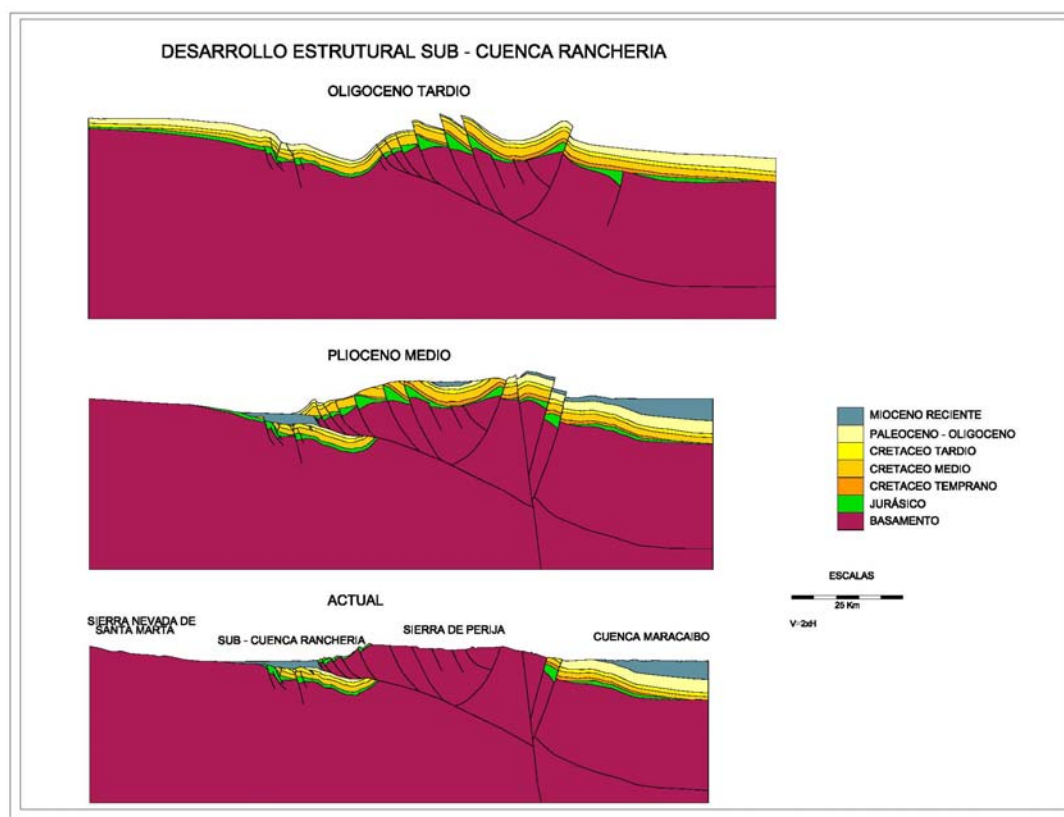 DESARROLLO ESTRUTURAL SUB - CUENCA RANCHERIA
OLIGOCENO TARDIO
PLIOCENO MEDIO
MIOCENO RECIENTE
PALEOCENO - OLIGOCENO
CRETACEO TARDIO
CRETACEO MEDIO
CRETACEO TEMPRANO
JURÁSICO
BASAMENTO
ESCALAS
25 Km
V=2xH
ACTUAL
SIERRA NEVADA DE
SANTA MARTA
SUB - CUENCA RANCHERIA
SIERRA DE PERIJA
CUENCA MARACAIBO